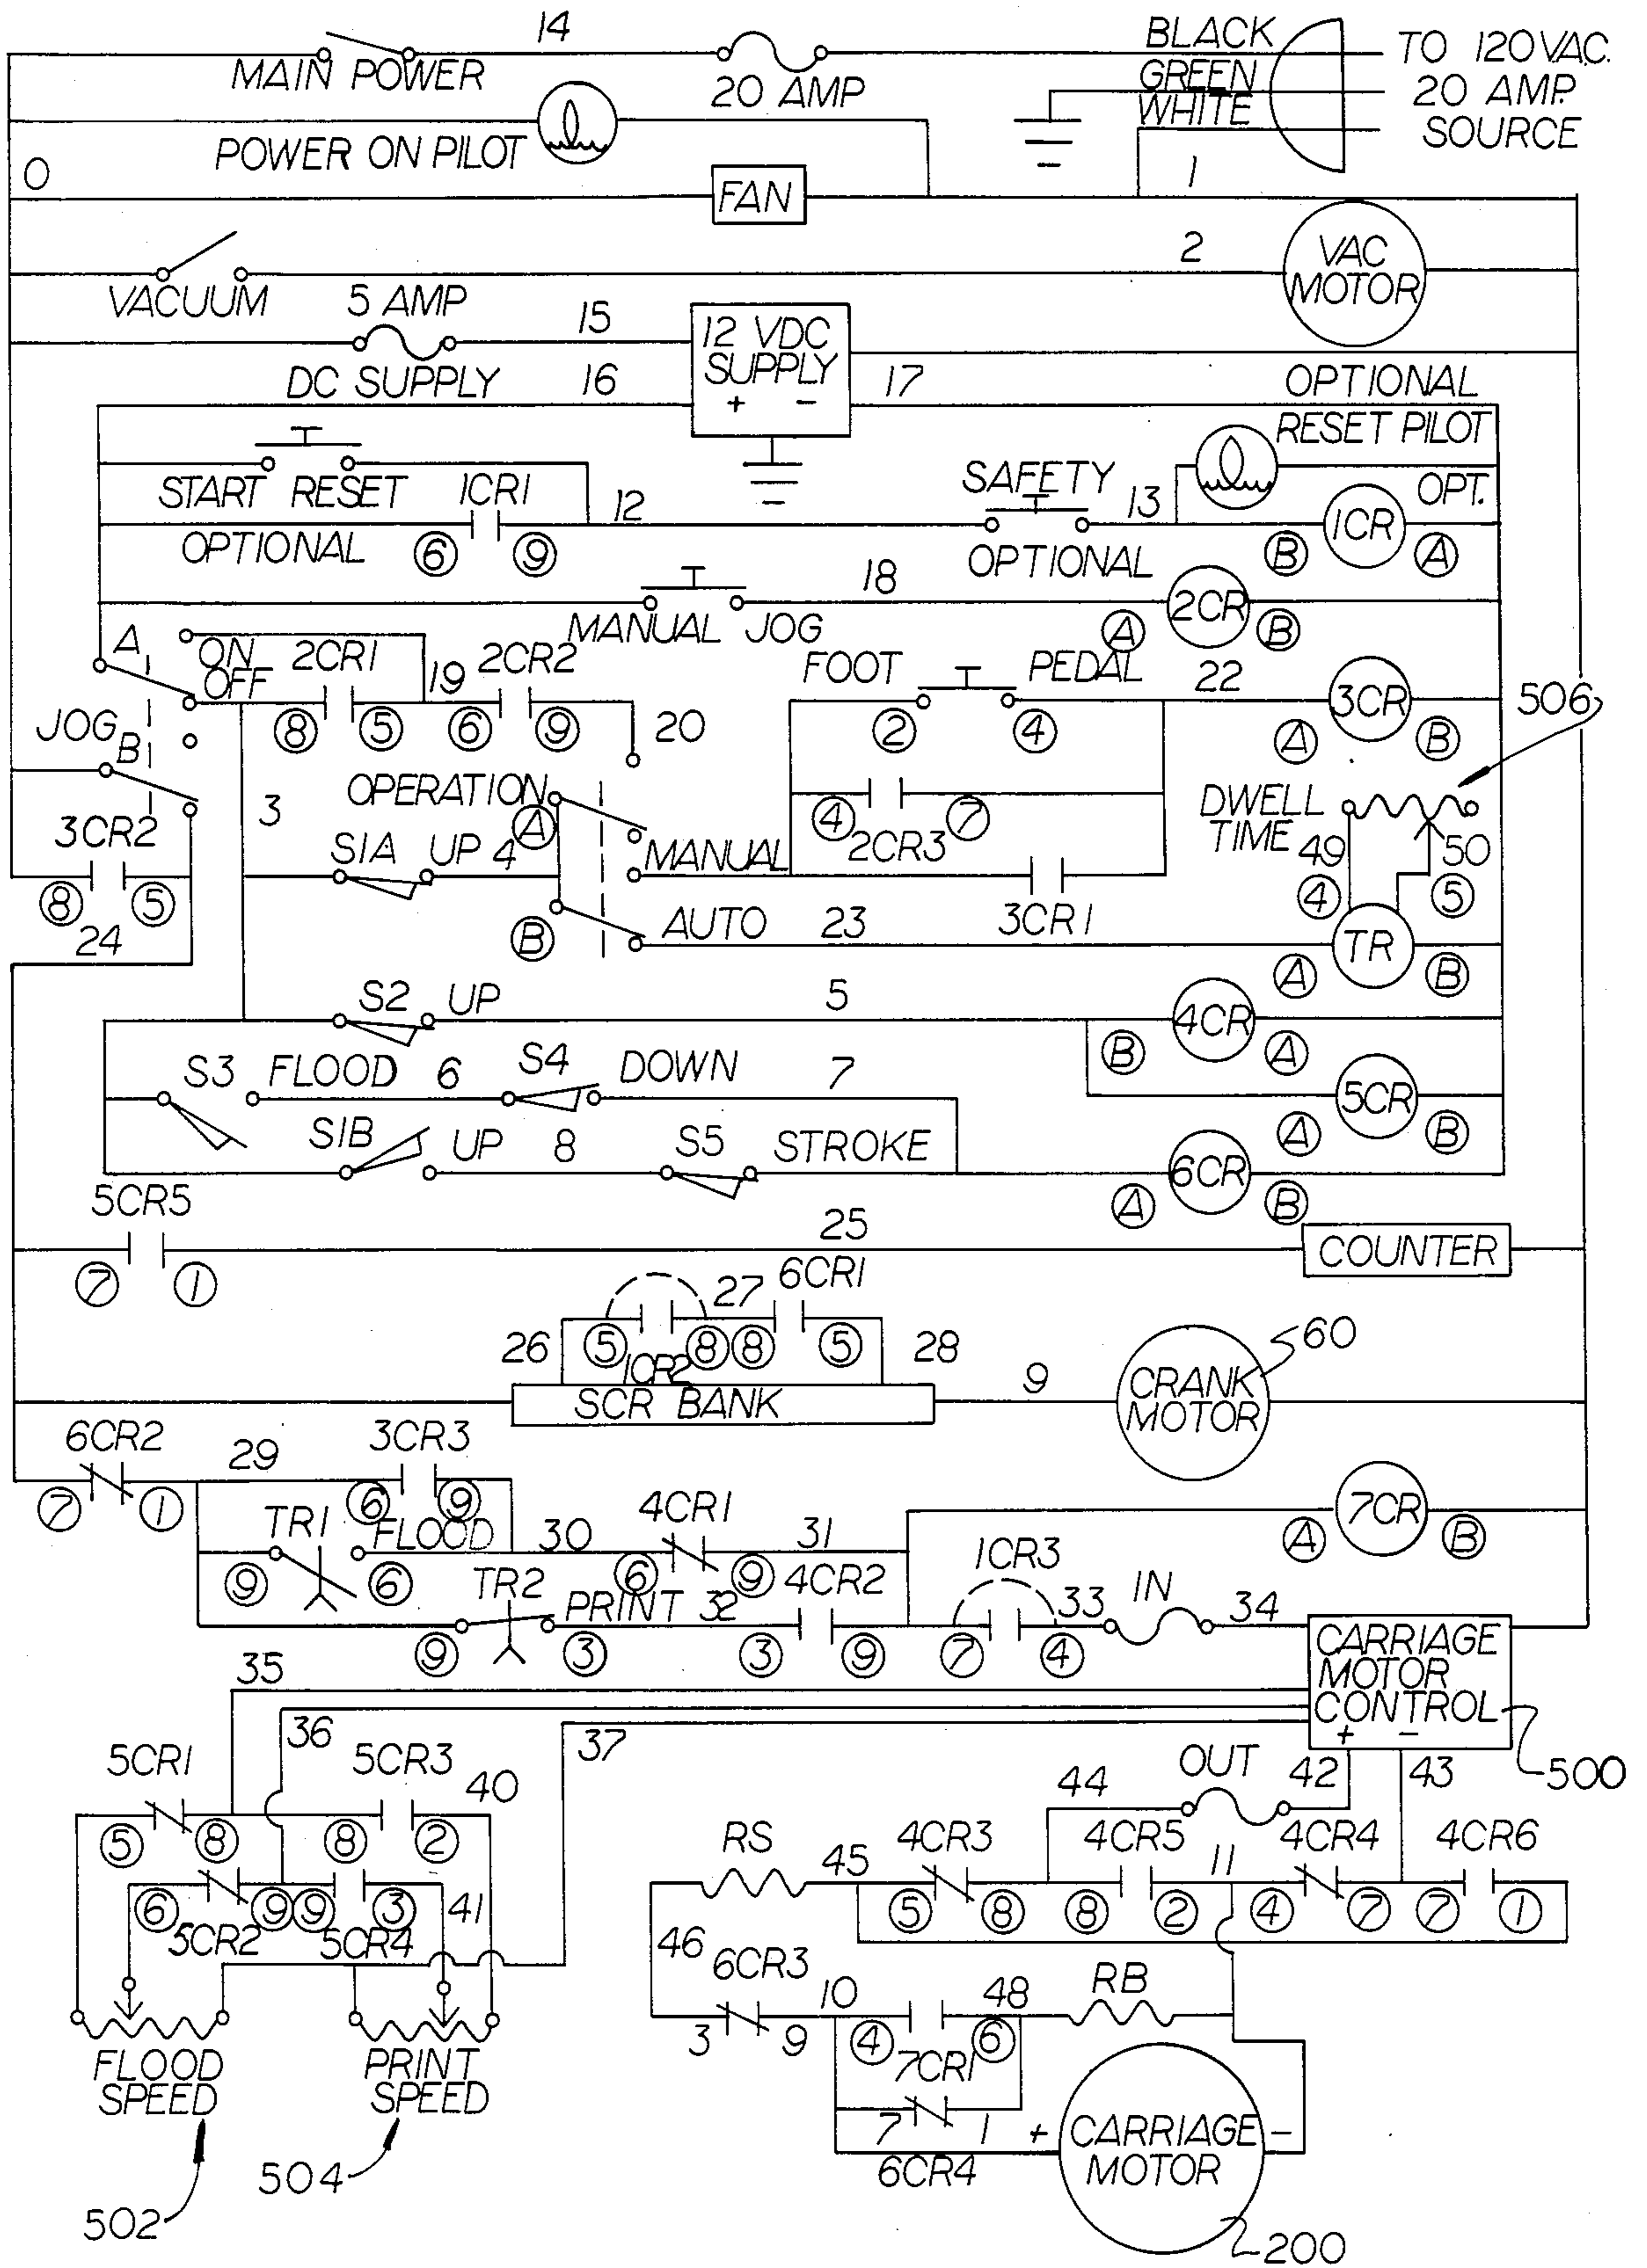 14
BLACK
TO 120VAC.
MAIN POWER
20 AMP
GREEN
20 AMP.
WHITE
SOURCE
POWER ON PILOT
0
FAN
1
2
VAC
MOTOR
VACUUM
5 AMP
15
12 VDC
SUPPLY
+ -
DC SUPPLY
16
17
OPTIONAL
RESET PILOT
START RESET
1CR1
12
SAFETY
13
OPT.
OPTIONAL
6
9
OPTIONAL
B
1CR
A
18
MANUAL JOG
A
2CR
B
A
ON
OFF
2CR1
19
2CR2
FOOT PEDAL
22
3CR
506
JOG
B
8
5
6
9
20
2
4
A
B
3
OPERATION
A
DWELL
TIME
3CR2
S1A UP 4
MANUAL
4
7
2CR3
49
50
8
5
4
5
24
B
AUTO
23
3CR1
TR
A
B
S2 UP
5
4CR
B
A
S3 FLOOD 6
S4 DOWN
7
5CR
A
B
S1B UP 8
S5 STROKE
6CR
A
B
5CR5
25
COUNTER
7
1
27
6CR1
26
5
8
8
5
28
60
1CR2
SCR BANK
9
CRANK
MOTOR
6CR2
29
3CR3
7
1
6
9
7CR
A
B
TR1
FLOOD
30
4CR1
31
9
6
6
9
1CR3
TR2
PRINT 32
4CR2
33
IN
34
9
3
3
9
7
4
CARRIAGE
MOTOR
CONTROL
+ -
35
36
37
500
5CR1
5CR3
40
OUT
42
43
44
5
8
8
2
RS
45
4CR3
4CR5
11
4CR4
4CR6
6
9
9
3
41
5
8
8
2
4
7
7
1
5CR2
5CR4
46
6CR3
10
48
RB
3
9
4
6
7CR1
FLOOD
SPEED
PRINT
SPEED
7
1
+
CARRIAGE
MOTOR
-
6CR4
504
502
200